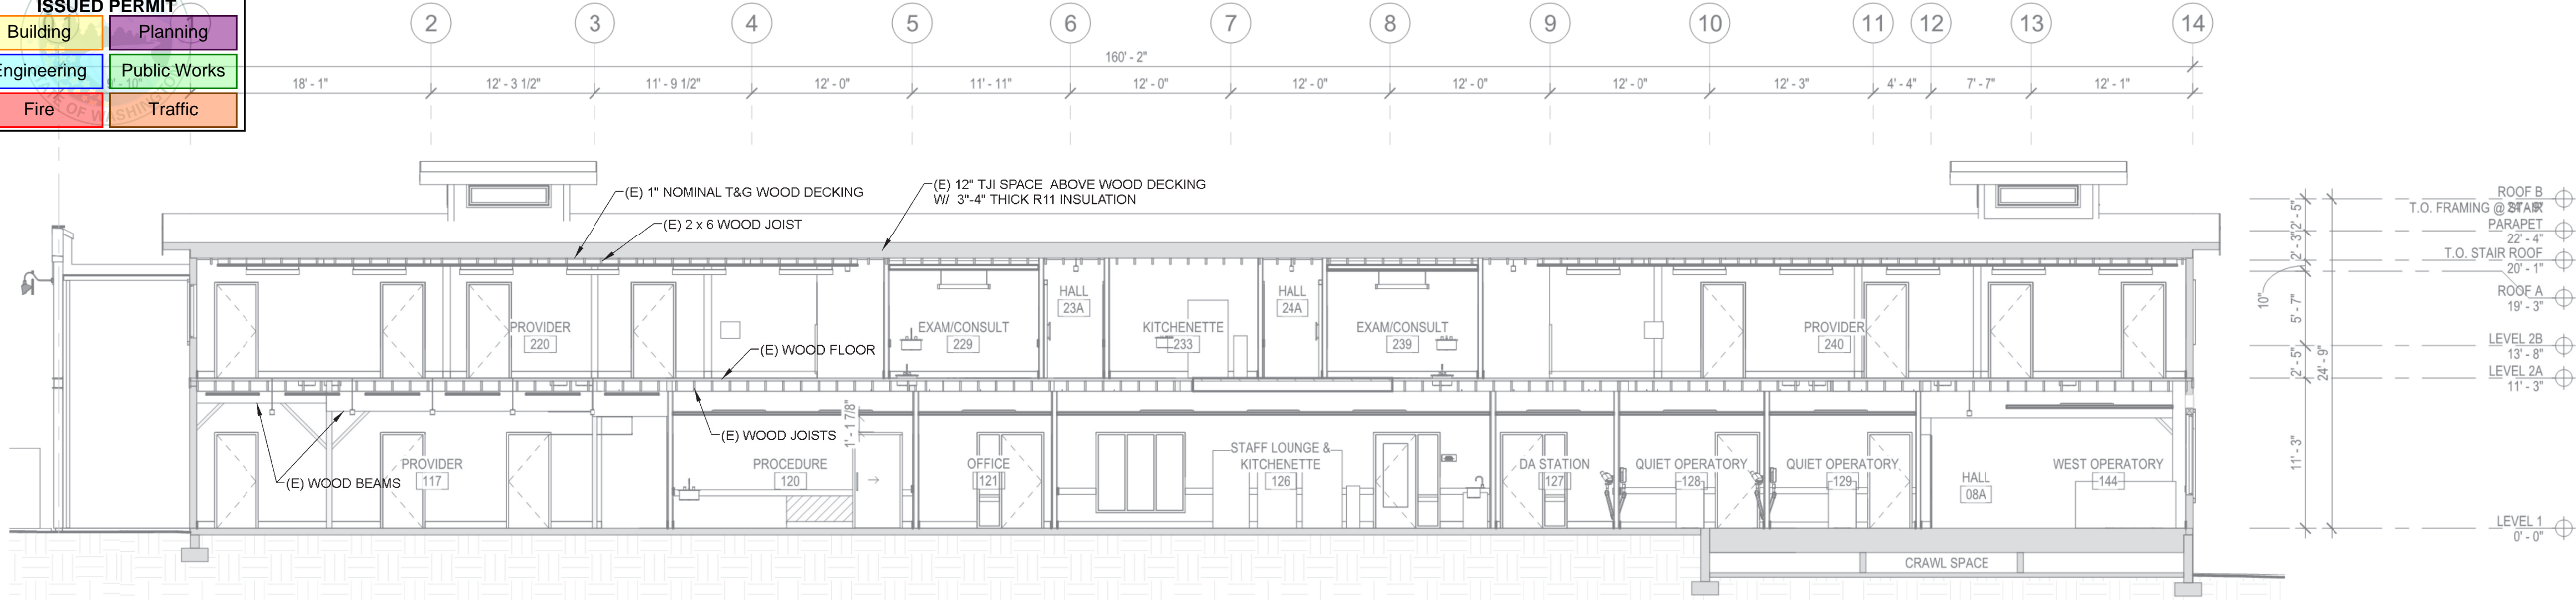 ISSUED PERMIT
Building
Planning
Engineering
Public Works
Fire
Traffic
STATE OF WASHINGTON
1
2
3
4
5
6
7
8
9
10
11
12
13
14
160' - 2"
9' - 10"
18' - 1"
12' - 3 1/2"
11' - 9 1/2"
12' - 0"
11' - 11"
12' - 0"
12' - 0"
12' - 0"
12' - 0"
12' - 3"
4' - 4"
7' - 7"
12' - 1"
(E) 1" NOMINAL T&G WOOD DECKING
(E) 2 x 6 WOOD JOIST
(E) 12" TJI SPACE ABOVE WOOD DECKING
W/ 3"-4" THICK R11 INSULATION
PROVIDER
220
EXAM/CONSULT
229
HALL
23A
KITCHENETTE
233
HALL
24A
EXAM/CONSULT
239
PROVIDER
240
(E) WOOD FLOOR
(E) WOOD JOISTS
(E) WOOD BEAMS
1' - 1 7/8"
PROVIDER
117
PROCEDURE
120
OFFICE
121
STAFF LOUNGE &
KITCHENETTE
126
DA STATION
127
QUIET OPERATORY
128
QUIET OPERATORY
129
HALL
08A
WEST OPERATORY
144
CRAWL SPACE
2' - 5"
2' - 3"
10"
5' - 7"
2' - 5"
11' - 3"
24' - 9"
ROOF B
24' - 9"
T.O. FRAMING @ STAIR
PARAPET
22' - 4"
T.O. STAIR ROOF
20' - 1"
ROOF A
19' - 3"
LEVEL 2B
13' - 8"
LEVEL 2A
11' - 3"
LEVEL 1
0' - 0"